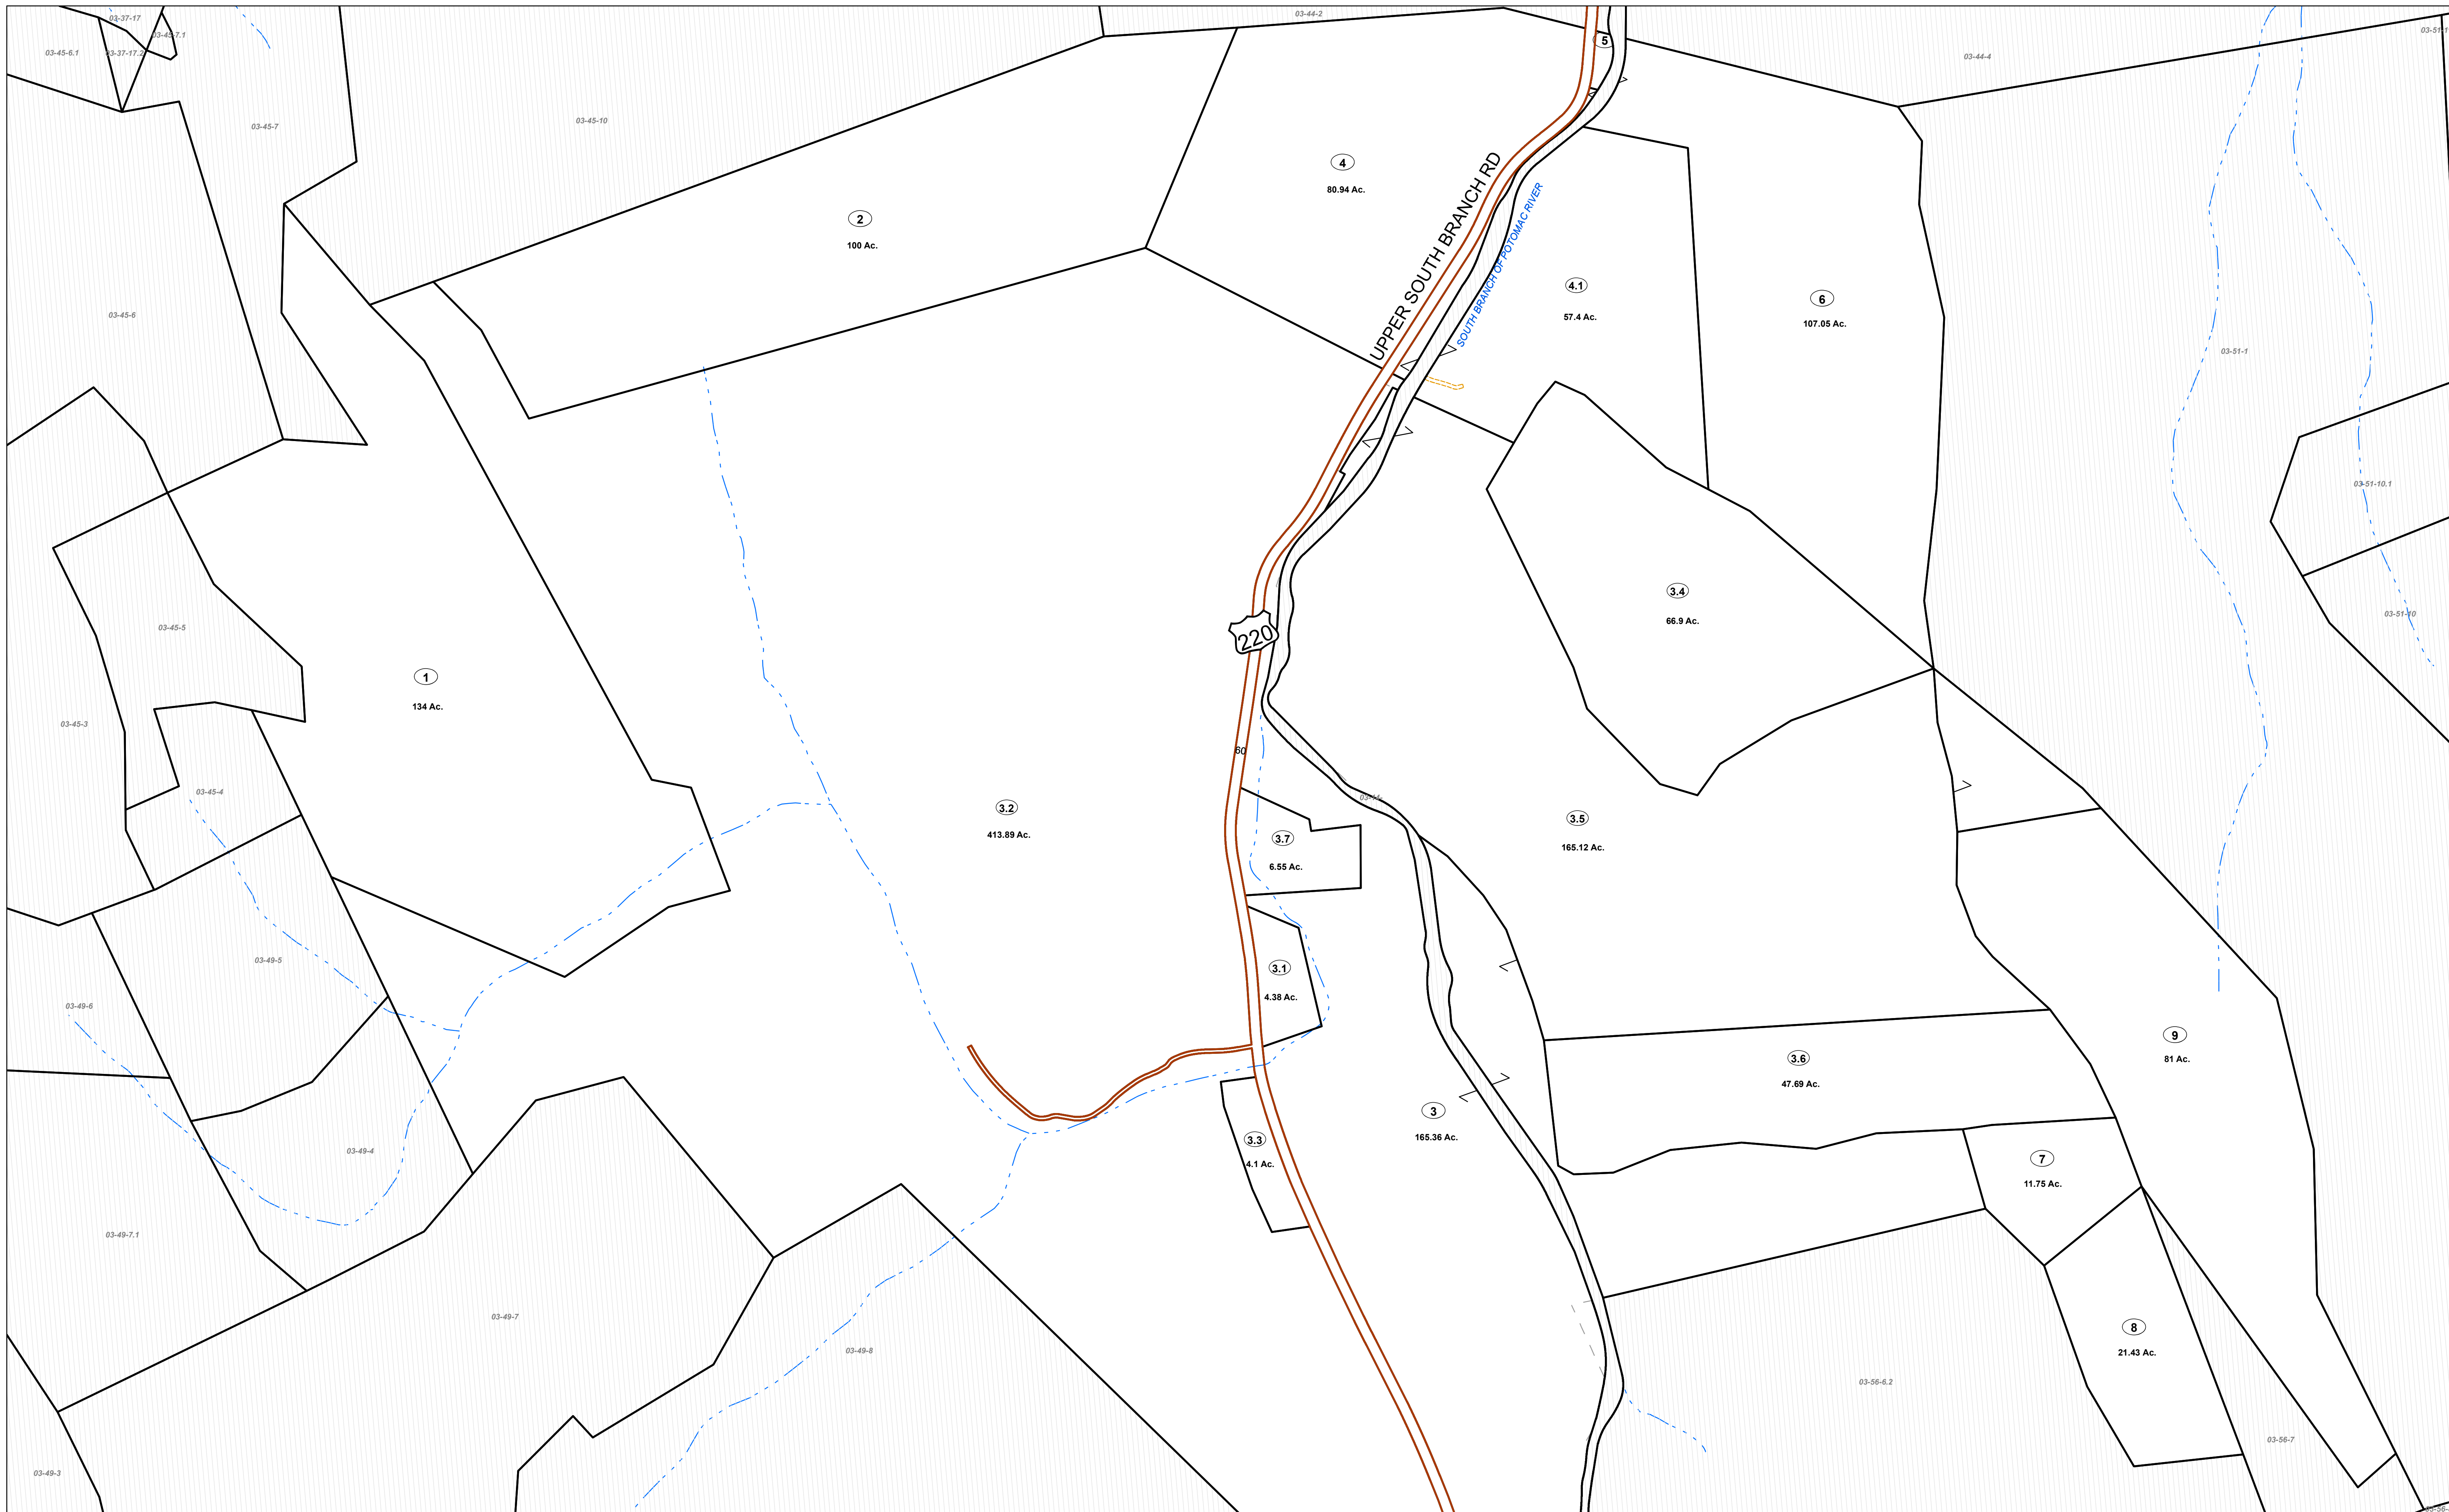 03-37-17
03-44-2
03-45-7.1
03-45-6.1
03-37-17.2
5
03-44-4
03-45-10
03-45-7
4
80.94 Ac.
UPPER SOUTH BRANCH RD
SOUTH BRANCH OF POTOMAC RIVER
2
100 Ac.
4.1
57.4 Ac.
6
107.05 Ac.
03-45-6
03-51-1
03-51-10.1
3.4
66.9 Ac.
03-51-10
03-45-5
220
1
134 Ac.
03-45-3
60
03-45-4
3.2
413.89 Ac.
3.7
6.55 Ac.
3.5
165.12 Ac.
03-49-5
3.1
4.38 Ac.
03-49-6
9
81 Ac.
3.6
47.69 Ac.
3
165.36 Ac.
3.3
4.1 Ac.
03-49-4
7
11.75 Ac.
03-49-7.1
03-49-7
03-49-8
8
21.43 Ac.
03-56-6.2
03-56-7
03-49-3